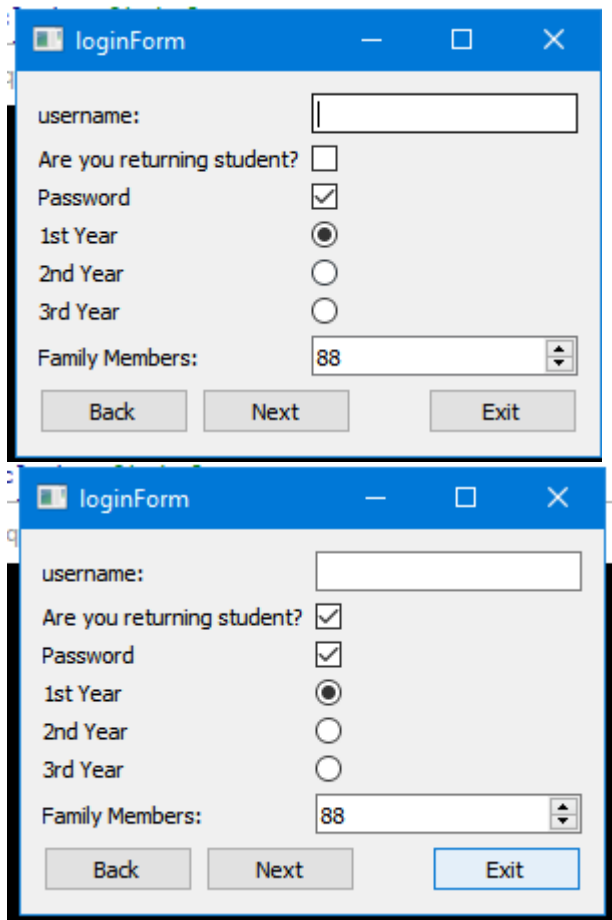 loginForm
username:
Are you returning student?
Password
1st Year
2nd Year
3rd Year
Family Members: 88
Back Next Exit
loginForm
username:
Are you returning student?
Password
1st Year
2nd Year
3rd Year
Family Members: 88
Back Next Exit